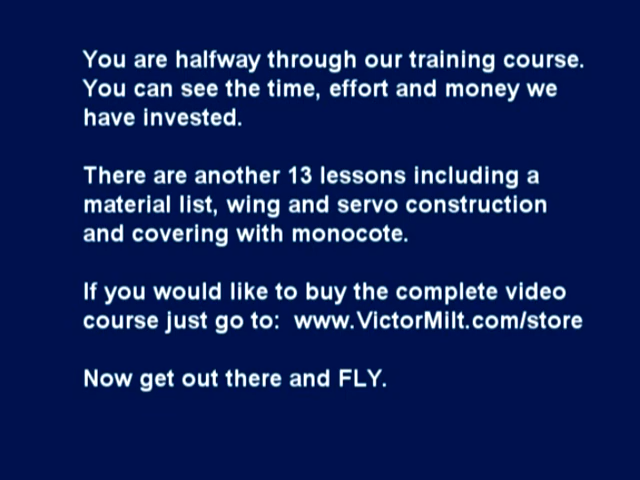 You are halfway through our training course.
You can see the time, effort and money we
have invested.
There are another 13 lessons including a
material list, wing and servo construction
and covering with monocote.
If you would like to buy the complete video
course just go to:  www.VictorMilt.com/store
Now get out there and FLY.